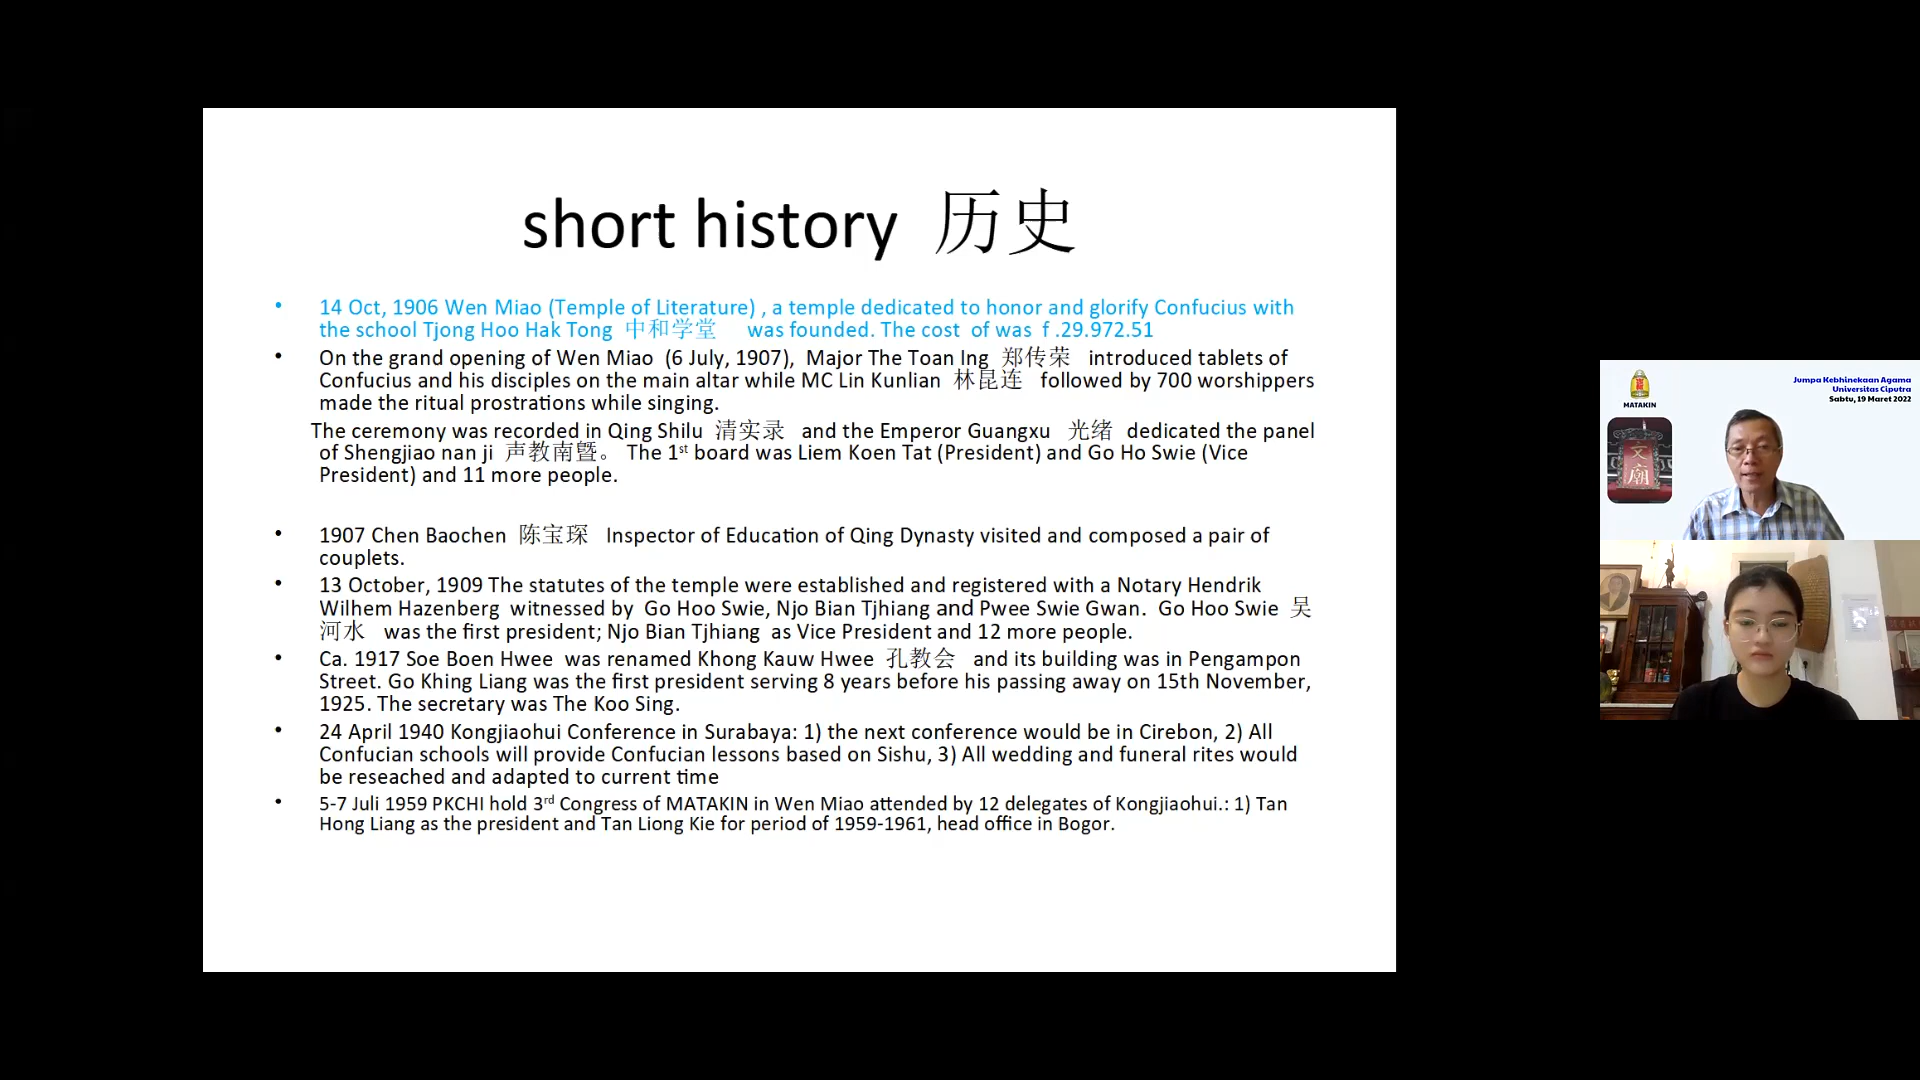 short history 历史
• 14 Oct, 1906 Wen Miao (Temple of Literature) , a temple dedicated to honor and glorify Confucius with
the school Tjong Hoo Hak Tong 中和学堂 was founded. The cost of was f .29.972.51
• On the grand opening of Wen Miao (6 July, 1907), Major The Toan Ing 郑传荣 introduced tablets of
Confucius and his disciples on the main altar while MC Lin Kunlian 林昆连 followed by 700 worshippers
made the ritual prostrations while singing.
The ceremony was recorded in Qing Shilu 清实录 and the Emperor Guangxu 光绪 dedicated the panel
of Shengjiao nan ji 声教南暨。 The 1st board was Liem Koen Tat (President) and Go Ho Swie (Vice
President) and 11 more people.
• 1907 Chen Baochen 陈宝琛 Inspector of Education of Qing Dynasty visited and composed a pair of
couplets.
• 13 October, 1909 The statutes of the temple were established and registered with a Notary Hendrik
Wilhem Hazenberg witnessed by Go Hoo Swie, Njo Bian Tjhiang and Pwee Swie Gwan. Go Hoo Swie 吴
河水 was the first president; Njo Bian Tjhiang as Vice President and 12 more people.
• Ca. 1917 Soe Boen Hwee was renamed Khong Kauw Hwee 孔教会 and its building was in Pengampon
Street. Go Khing Liang was the first president serving 8 years before his passing away on 15th November,
1925. The secretary was The Koo Sing.
• 24 April 1940 Kongjiaohui Conference in Surabaya: 1) the next conference would be in Cirebon, 2) All
Confucian schools will provide Confucian lessons based on Sishu, 3) All wedding and funeral rites would
be reseached and adapted to current time
• 5-7 Juli 1959 PKCHI hold 3rd Congress of MATAKIN in Wen Miao attended by 12 delegates of Kongjiaohui.: 1) Tan
Hong Liang as the president and Tan Liong Kie for period of 1959-1961, head office in Bogor.
MATAKIN
Jumpa Kebhinekaan Agama
Universitas Ciputra
Sabtu, 19 Maret 2022
文
廟